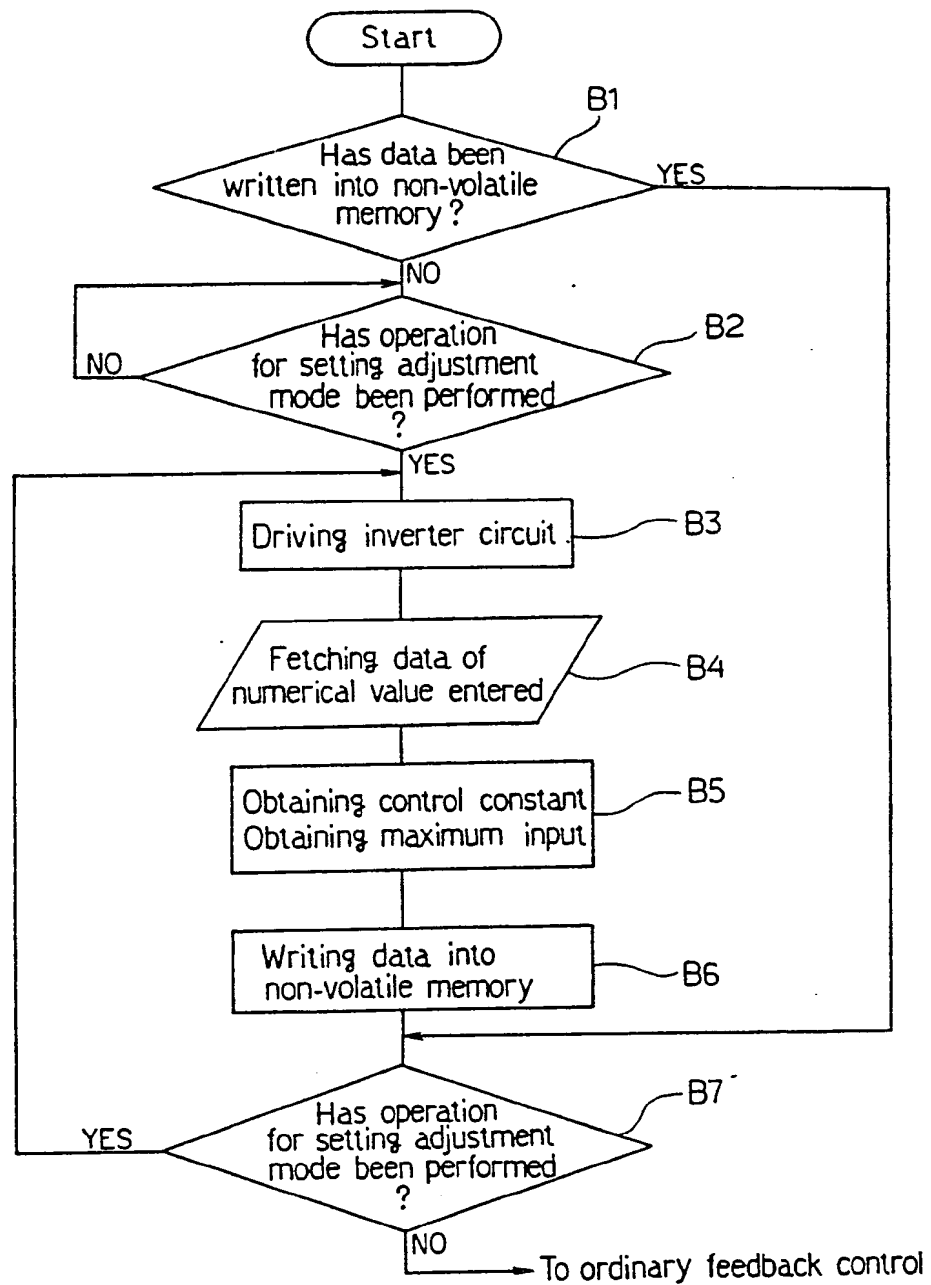 Start
B1
Has data been
written into non-volatile
memory?
YES
NO
B2
Has operation
for setting adjustment
mode been performed
?
NO
YES
B3
Driving inverter circuit
Fetching data of
numerical value entered
B4
Obtaining control constant
Obtaining maximum input
B5
Writing data into
non-volatile memory
B6
B7
Has operation
for setting adjustment
mode been performed
?
YES
NO
To ordinary feedback control